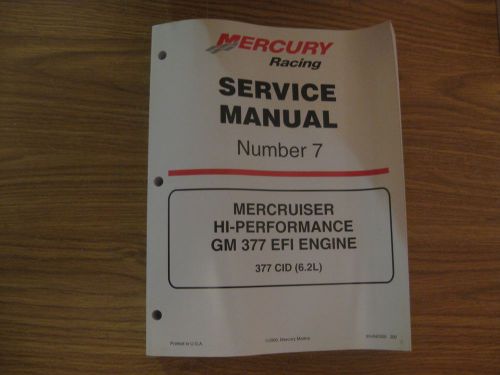 MERCURY
Racing
SERVICE
MANUAL
Number 7
MERCRUISER
HI-PERFORMANCE
GM 377 EFI ENGINE
377 CID (6.2L)
Printed in U.S.A. Mercury Marine